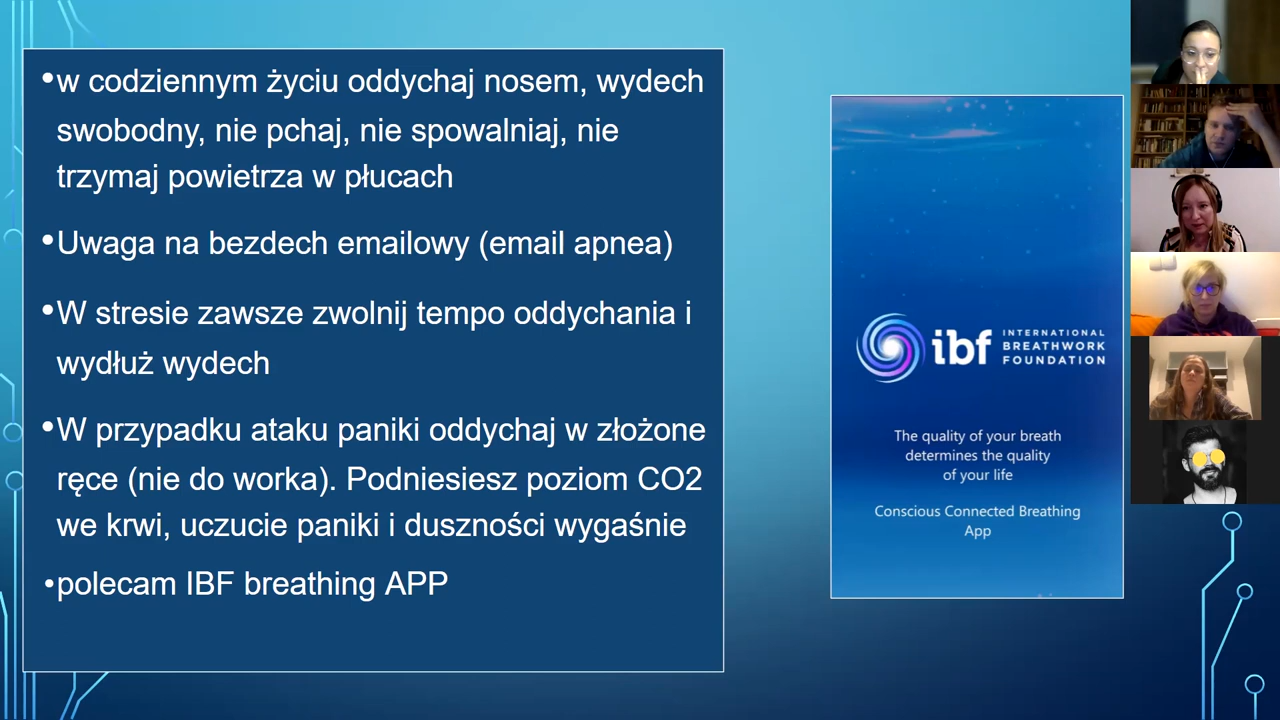 •w codziennym życiu oddychaj nosem, wydech
swobodny, nie pchaj, nie spowalniaj, nie
trzymaj powietrza w płucach
•Uwaga na bezdech emailowy (email apnea)
•W stresie zawsze zwolnij tempo oddychania i
wydłuż wydech
•W przypadku ataku paniki oddychaj w złożone
ręce (nie do worka). Podniesiesz poziom CO2
we krwi, uczucie paniki i duszności wygaśnie
•polecam IBF breathing APP
ibf
INTERNATIONAL
BREATHWORK
FOUNDATION
The quality of your breath
determines the quality
of your life
Conscious Connected Breathing
App